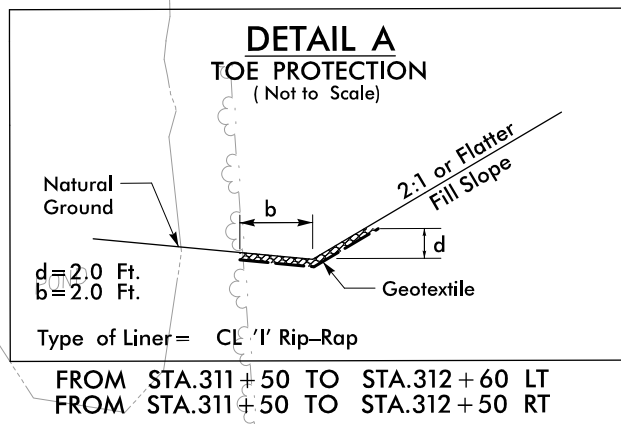 DETAIL A
TOE PROTECTION
( Not to Scale)
2:1 or Flatter
Fill Slope
Natural
Ground
b
d
d=2.0 Ft.
POND
b=2.0 Ft.
Geotextile
Type of Liner= CL 'I' Rip-Rap
FROM STA.311+50 TO STA.312+60 LT
FROM STA.311+50 TO STA.312+50 RT